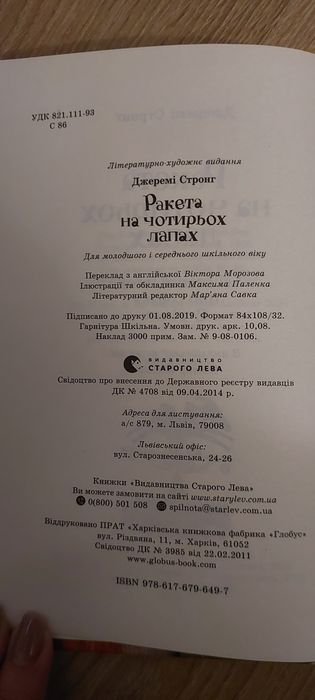 УДК 821.111-93
С 86
Літературно-художнє видання
Джеремі Стронг
Ракета
на чотирьох
лапах
Для молодшого і середнього шкільного віку
Переклад з англійської Віктора Морозова
Ілюстрації та обкладинка Максима Паленка
Літературний редактор Мар'яна Савка
Підписано до друку 01.08.2019. Формат 84х108/32.
Гарнітура Шкільна. Умовн. друк. арк. 10,08.
Наклад 3000 прим. Зам. № 9-08-0106.
видавництво
СТАРОГО ЛЕВА
Свідоцтво про внесення до Державного реєстру видавців
ДК № 4708 від 09.04.2014 г.
Адреса для листування:
а/с 879, м. Львів, 79008
Львівський офіс:
вул. Старознесенська, 24-26
Книжки «Видавництва Старого Лева»
Ви можете замовити на сайті www.starylev.com.ua
0(800) 501 508 spilnota@starlev.com.ua
Віддруковано ПРАТ «Харківська книжкова фабрика «Глобус»
вул. Різдвяна, 11, м. Харків, 61052
Свідоцтво ДК № 3985 від 22.02.2011
www.globus-book.com
ISBN 978-617-679-649-7